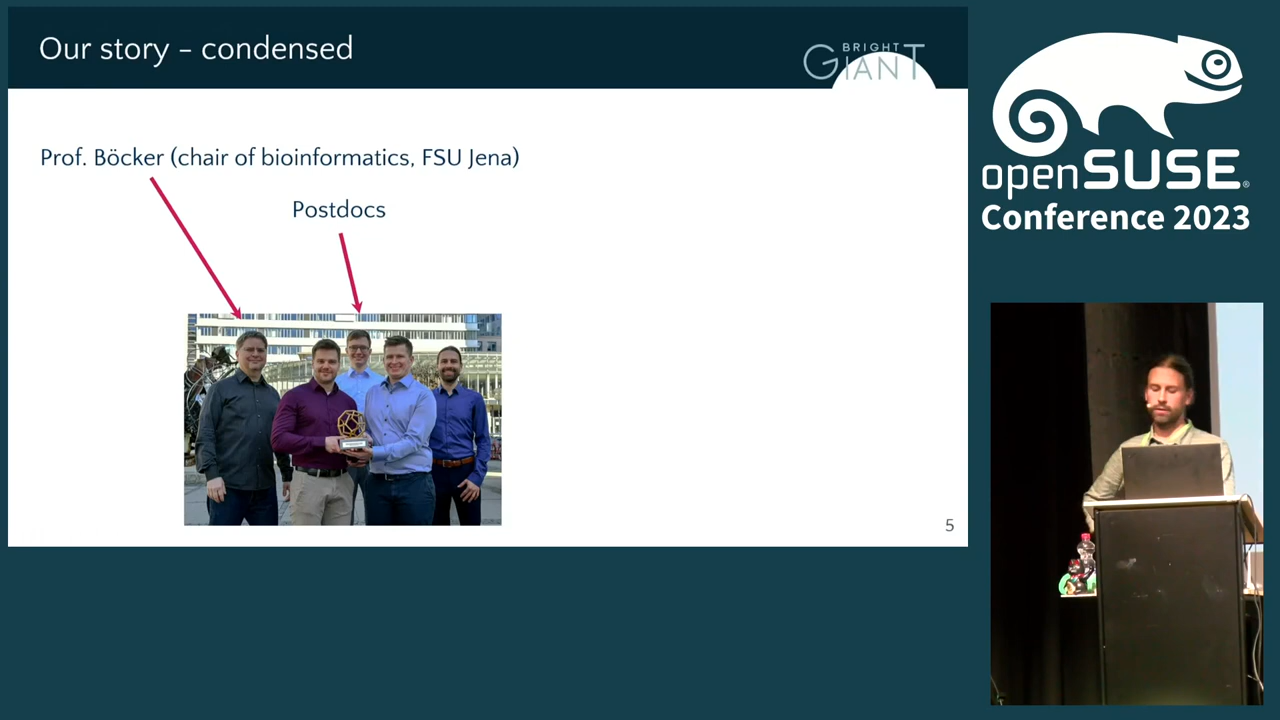 Our story - condensed
BRIGHT
GIANT
Prof. Böcker (chair of bioinformatics, FSU Jena)
Postdocs
5
openSUSE®
Conference 2023